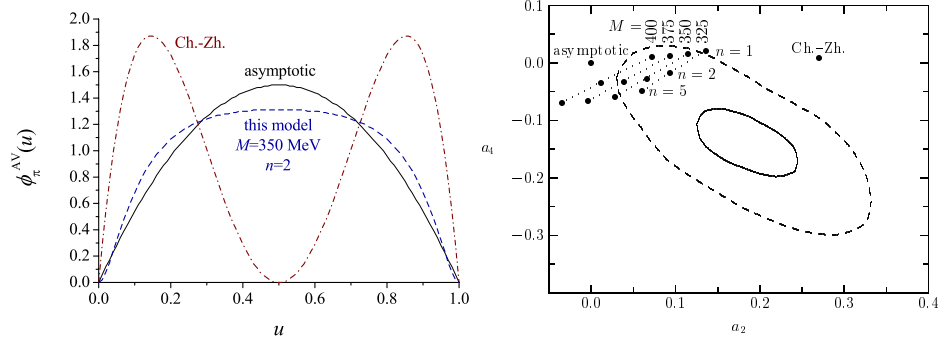 2.0
1.8
1.6
1.4
1.2
1.0
0.8
0.6
0.4
0.2
0.0
0.0 0.2 0.4 0.6 0.8 1.0
ϕ_π^AV(u)
u
Ch.-Zh.
asymptotic
this model
M=350 MeV
n=2
0.1
0.0
−0.1
−0.2
−0.3
0.0 0.1 0.2 0.3 0.4
a₄
a₂
M = 400 375 350 325
asymptotic
Ch.–Zh.
n = 1
n = 2
n = 5